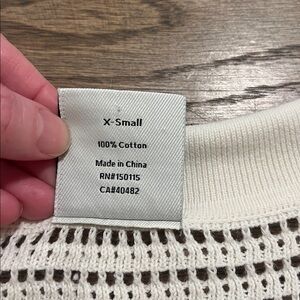 X-Small
100% Cotton
Made in China
RN#150115
CA#40482